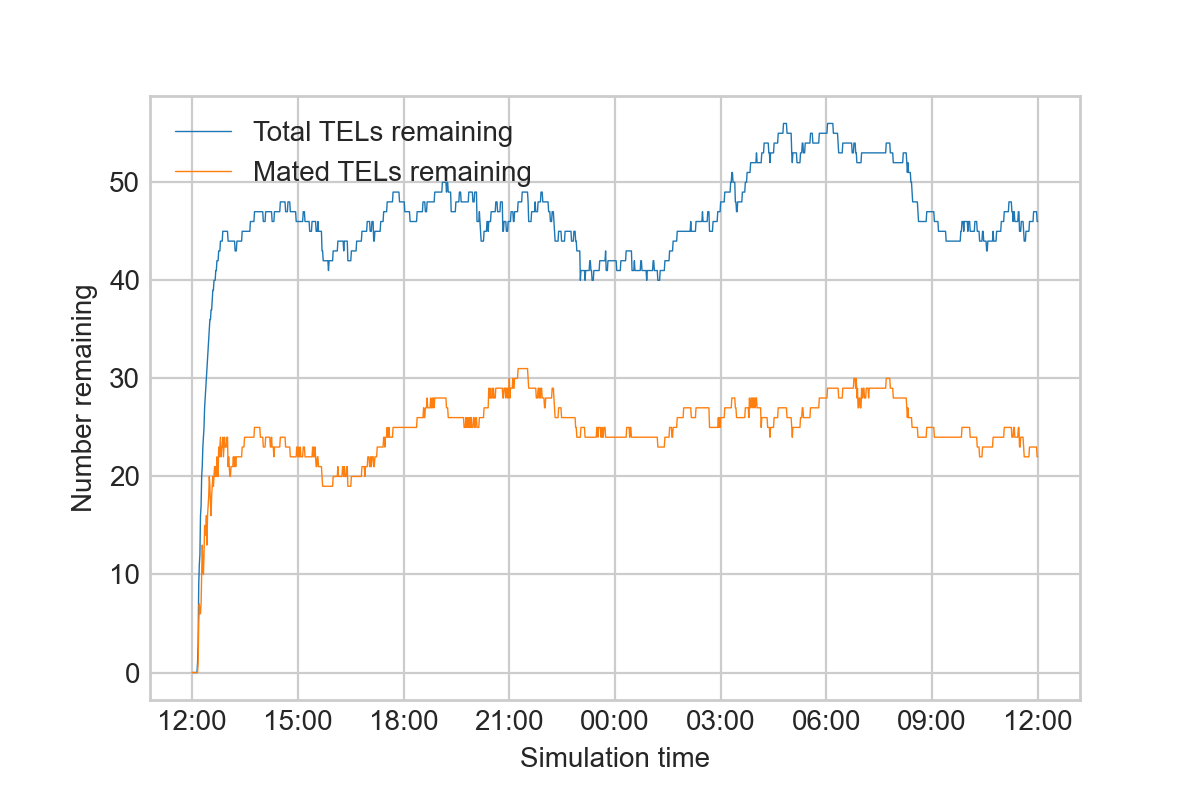 Total TELs remaining
Mated TELs remaining
Number remaining
50
40
30
20
10
0
12:00 15:00 18:00 21:00 00:00 03:00 06:00 09:00 12:00
Simulation time